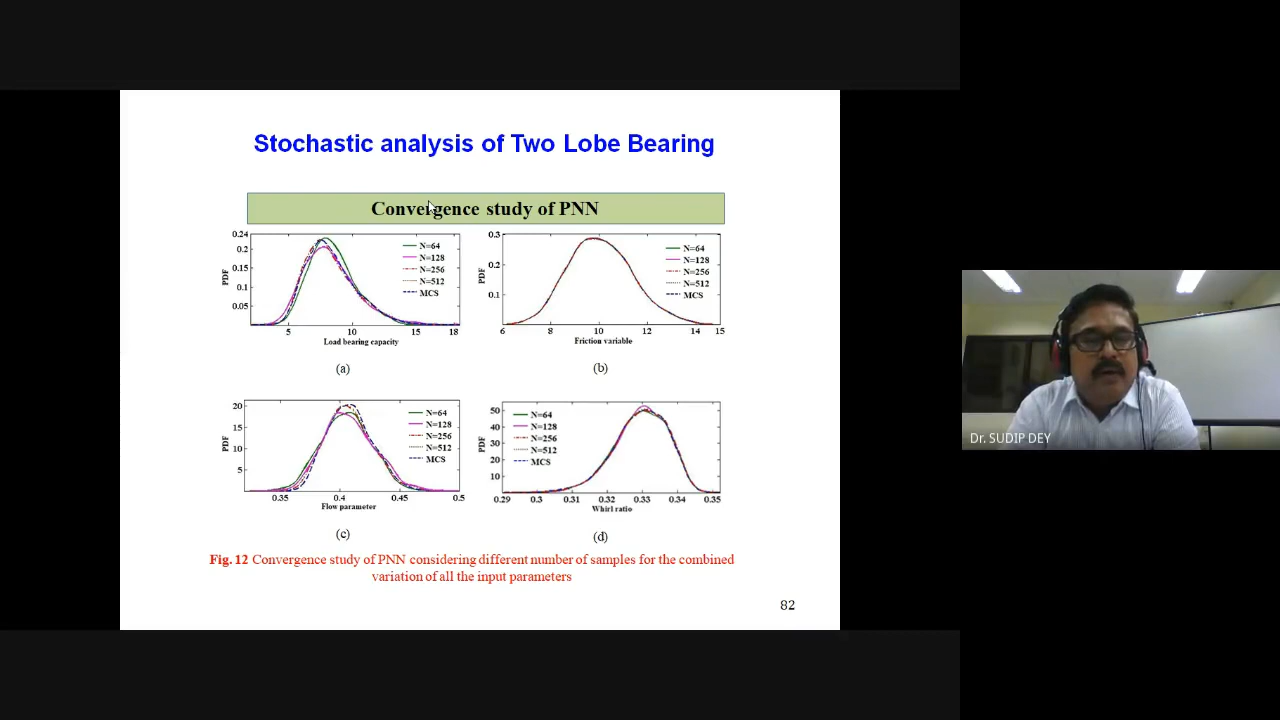 Stochastic analysis of Two Lobe Bearing
Convergence study of PNN
0.24
0.2
0.15
0.1
0.05
PDF
N=64
N=128
N=256
N=512
MCS
5
10
15
18
Load bearing capacity
(a)
0.3
0.2
0.1
PDF
N=64
N=128
N=256
N=512
MCS
6
8
10
12
14
15
Friction variable
(b)
20
15
10
5
PDF
N=64
N=128
N=256
N=512
MCS
0.35
0.4
0.45
0.5
Flow parameter
(c)
50
40
30
20
10
PDF
N=64
N=128
N=256
N=512
MCS
0.29
0.3
0.31
0.32
0.33
0.34
0.35
Whirl ratio
(d)
Fig. 12 Convergence study of PNN considering different number of samples for the combined
variation of all the input parameters
82
Dr. SUDIP DEY